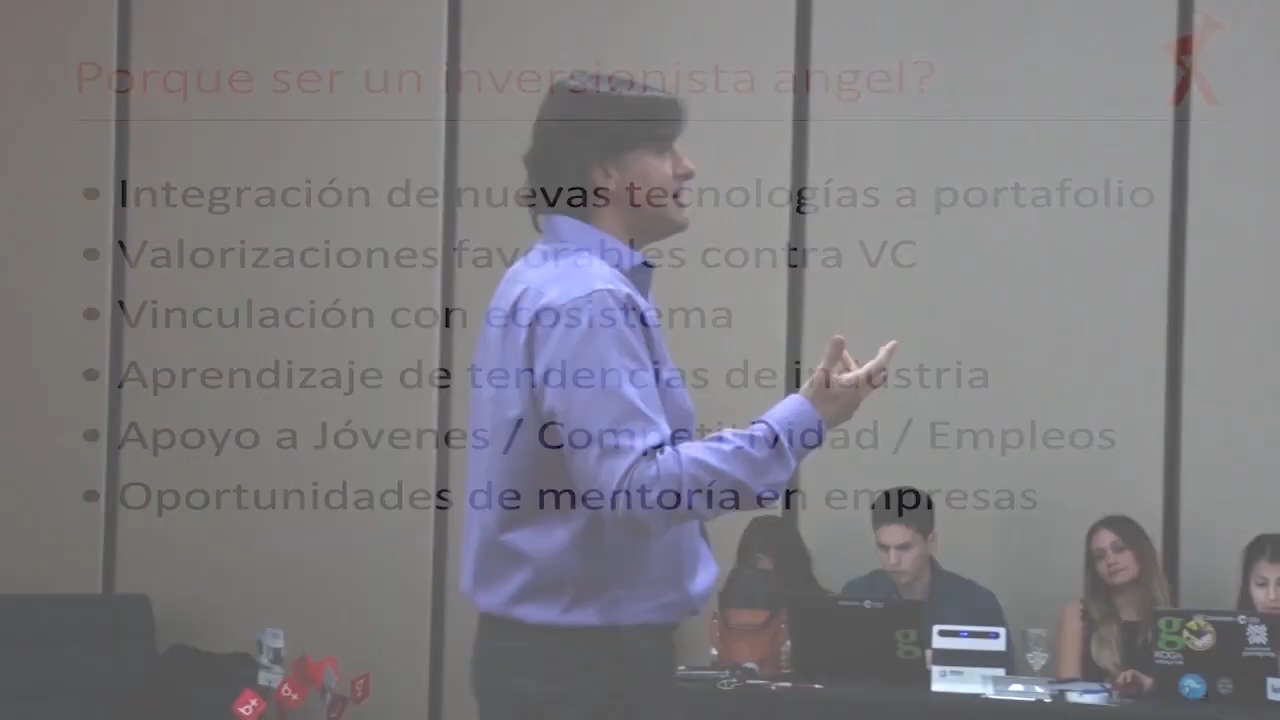 Porque ser un inversionista angel?
• Integración de nuevas tecnologías a portafolio
• Valorizaciones favorables contra VC
• Vinculación con ecosistema
• Aprendizaje de tendencias de industria
• Apoyo a Jóvenes / Competitividad / Empleos
• Oportunidades de mentoría en empresas
b+
b+
g
g